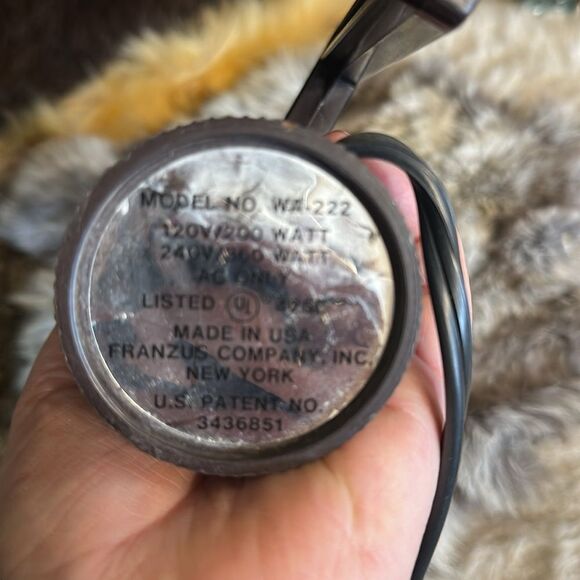 MODEL NO. WA-222
120V/200 WATT
240V/ WATT
AC ONLY
LISTED UL
MADE IN USA
FRANZUS COMPANY, INC.
NEW YORK
U.S. PATENT NO.
3436851